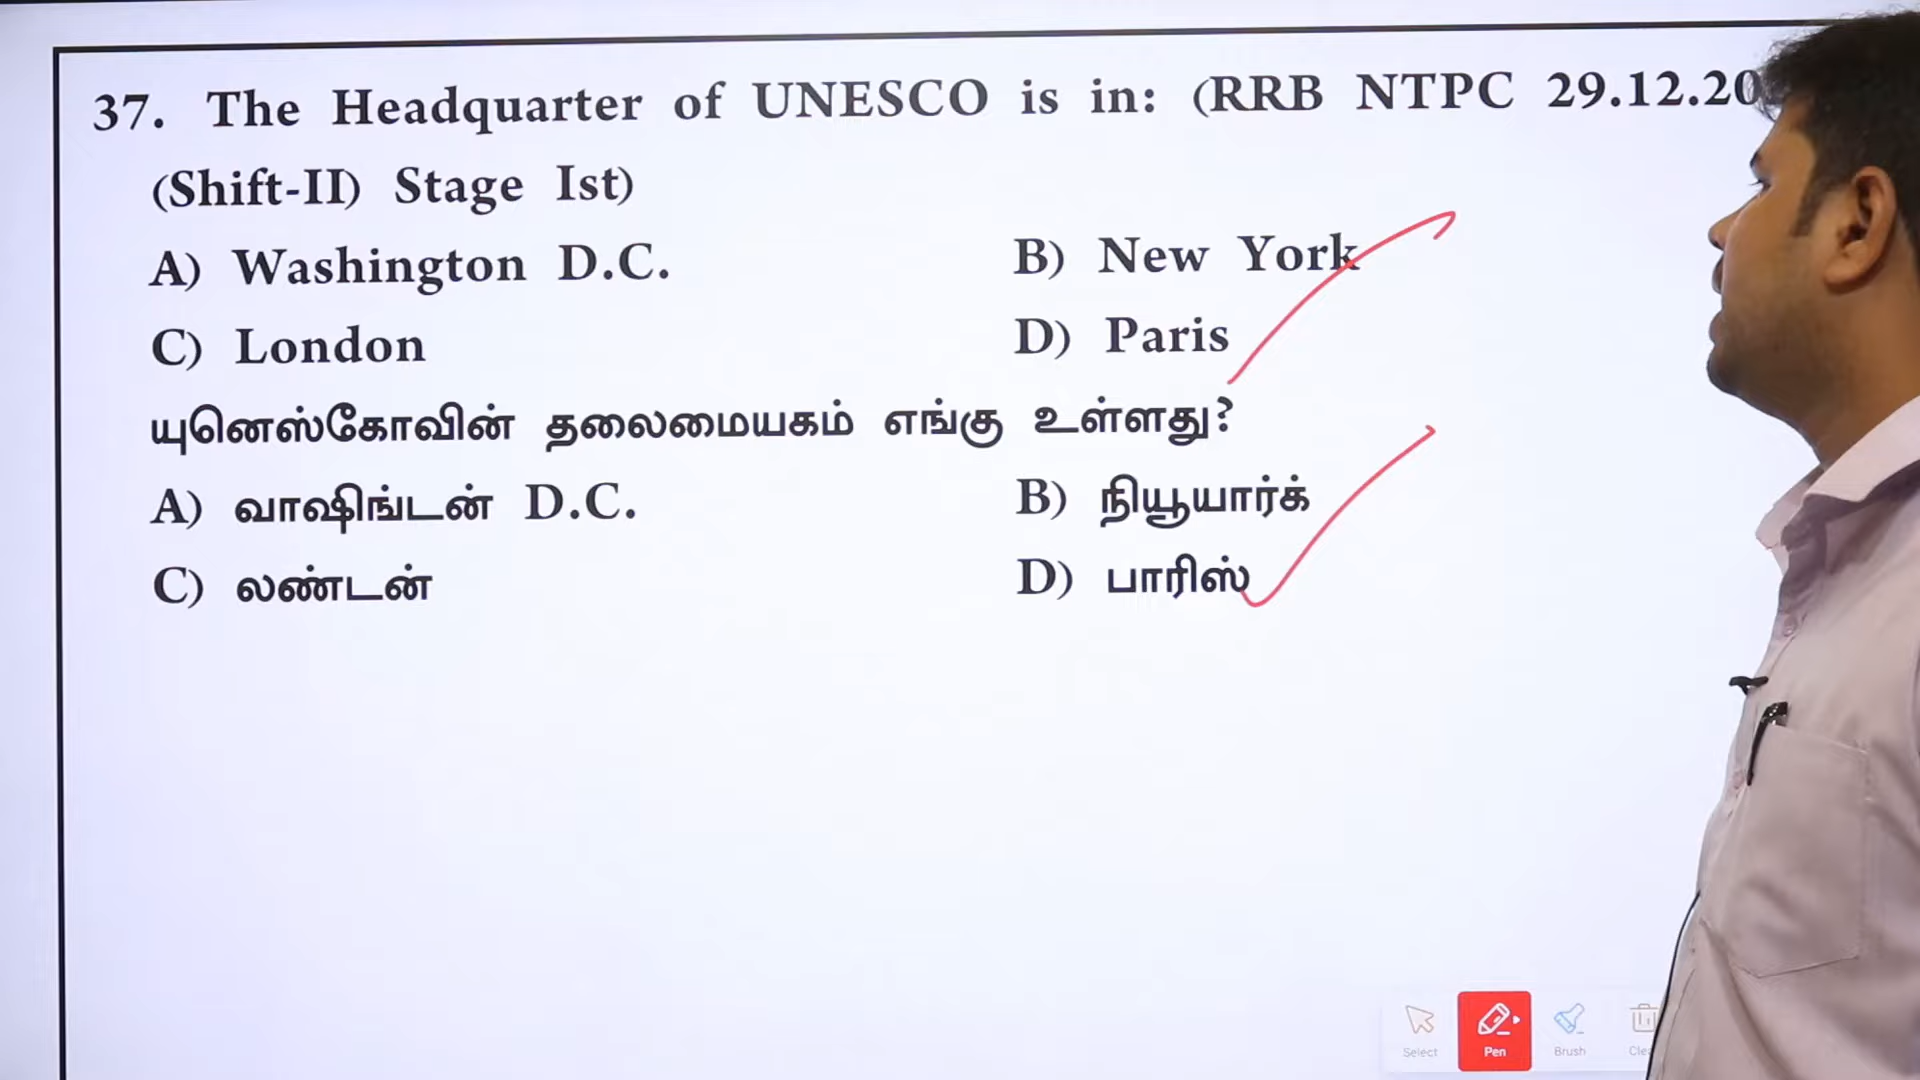 37. The Headquarter of UNESCO is in: (RRB NTPC 29.12.20
(Shift-II) Stage Ist)
A) Washington D.C. B) New York
C) London D) Paris
யுனெஸ்கோவின் தலைமையகம் எங்கு உள்ளது?
A) வாஷிங்டன் D.C. B) நியூயார்க்
C) லண்டன் D) பாரிஸ்
Select Pen Brush